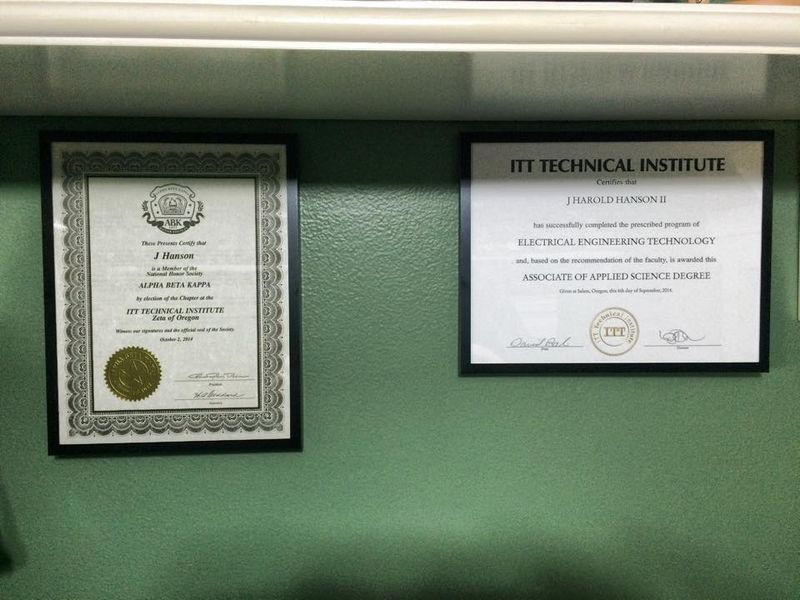 ABK
These Presents Certify that
J Hanson
is a Member of the
National Honor Society
ALPHA BETA KAPPA
by election of the Chapter at the
ITT TECHNICAL INSTITUTE
Zeta of Oregon
Witness our signatures and the official seal of the Society.
October 2, 2014
President
Secretary
ITT TECHNICAL INSTITUTE
Certifies that
J HAROLD HANSON II
has successfully completed the prescribed program of
ELECTRICAL ENGINEERING TECHNOLOGY
and, based on the recommendation of the faculty, is awarded this
ASSOCIATE OF APPLIED SCIENCE DEGREE
Given at Salem, Oregon, this 6th day of September, 2014.
ITT Technical Institute
ITT
Dean
Director